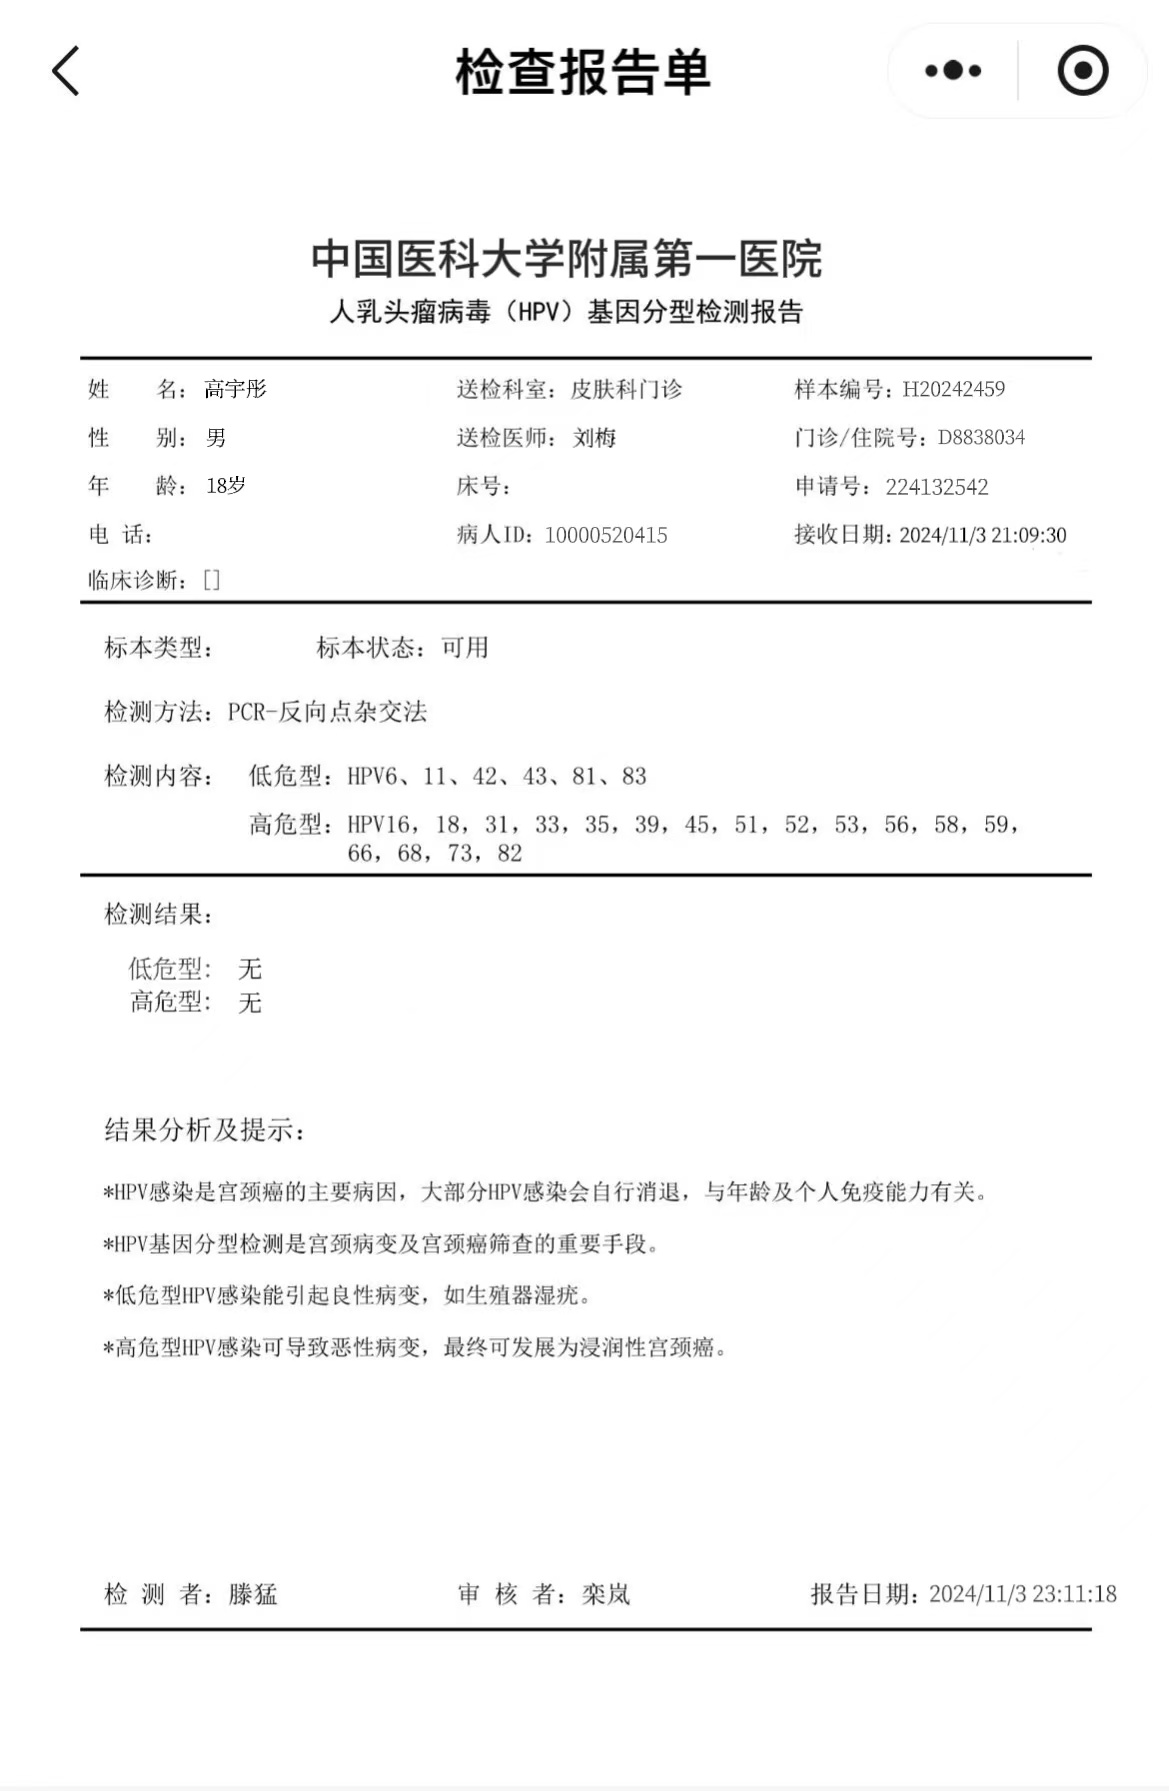 检查报告单
中国医科大学附属第一医院
人乳头瘤病毒（HPV）基因分型检测报告
姓 名： 高宇彤 送检科室：皮肤科门诊 样本编号：H20242459
性 别： 男 送检医师：刘梅 门诊/住院号：D8838034
年 龄： 18岁 床号： 申请号：224132542
电 话： 病人ID：10000520415 接收日期：2024/11/3 21:09:30
临床诊断：[]
标本类型： 标本状态：可用
检测方法：PCR-反向点杂交法
检测内容： 低危型：HPV6、11、42、43、81、83
高危型：HPV16，18，31，33，35，39，45，51，52，53，56，58，59，
66，68，73，82
检测结果：
低危型： 无
高危型： 无
结果分析及提示：
*HPV感染是宫颈癌的主要病因，大部分HPV感染会自行消退，与年龄及个人免疫能力有关。
*HPV基因分型检测是宫颈病变及宫颈癌筛查的重要手段。
*低危型HPV感染能引起良性病变，如生殖器湿疣。
*高危型HPV感染可导致恶性病变，最终可发展为浸润性宫颈癌。
检 测 者：滕猛 审 核 者：栾岚 报告日期：2024/11/3 23:11:18